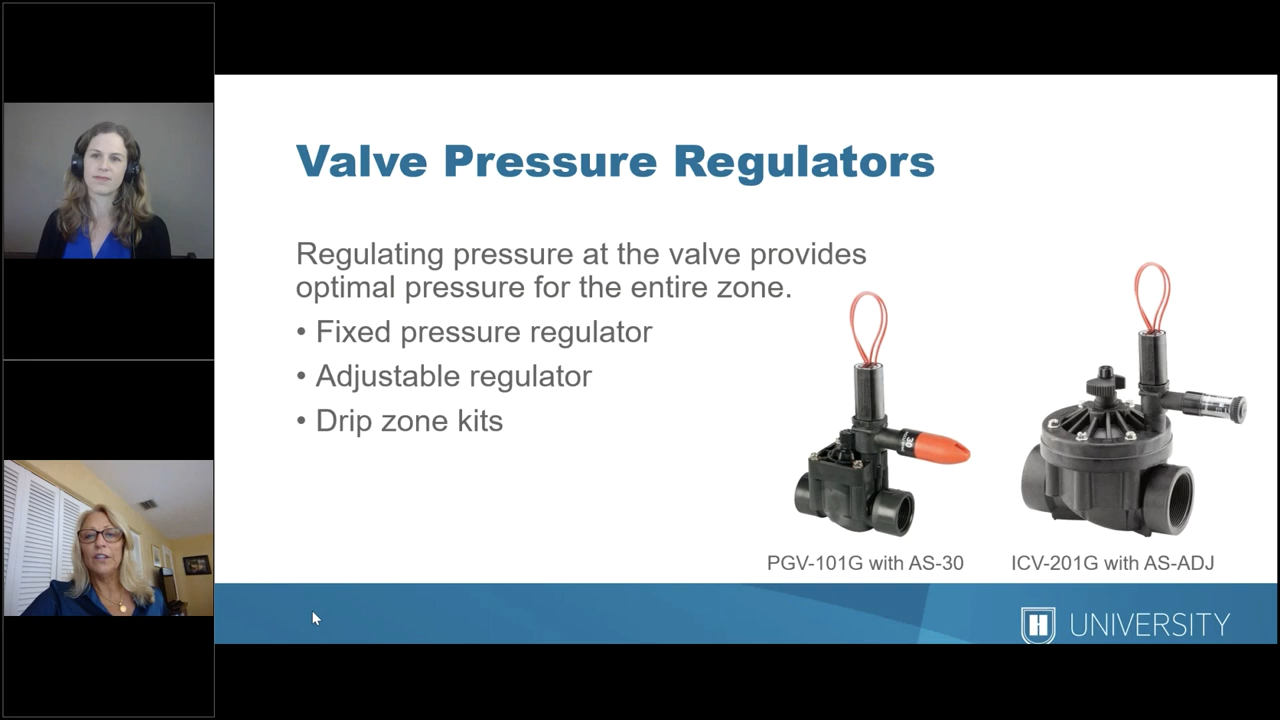 Valve Pressure Regulators
Regulating pressure at the valve provides
optimal pressure for the entire zone.
• Fixed pressure regulator
• Adjustable regulator
• Drip zone kits
30
PGV-101G with AS-30
ICV-201G with AS-ADJ
H UNIVERSITY